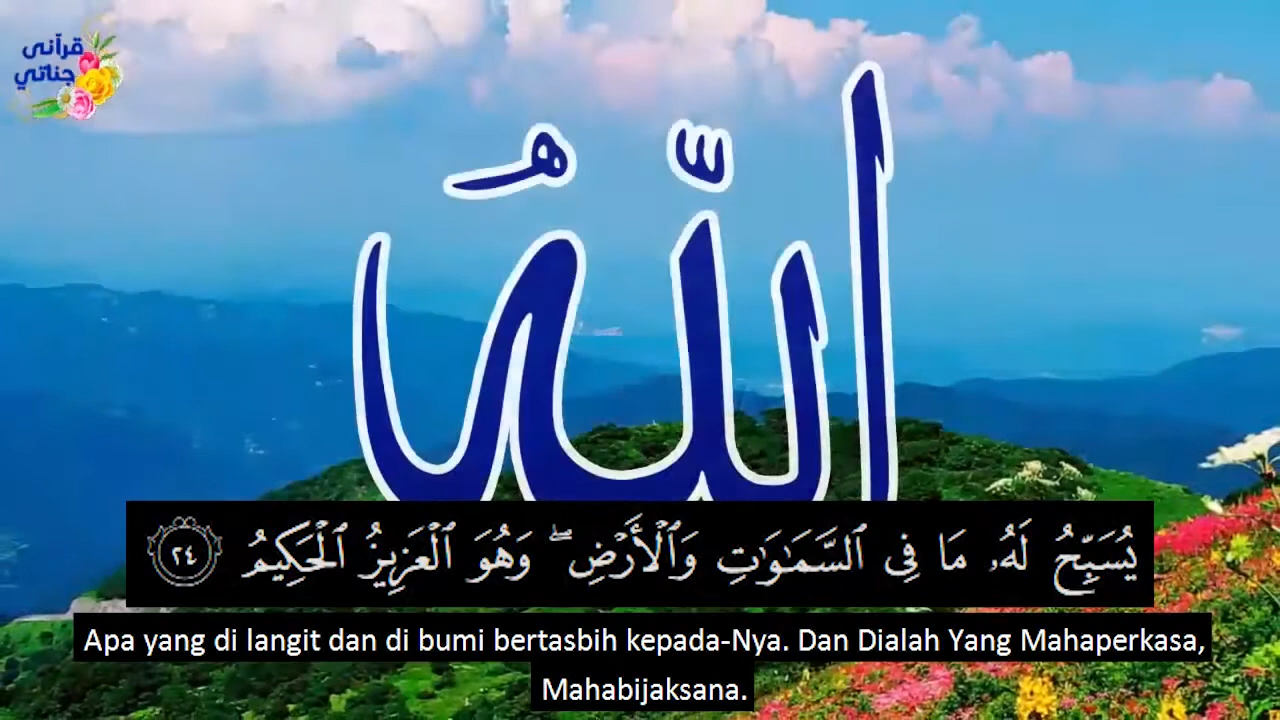 قرآنى
جناتي
اللّٰهُ
يُسَبِّحُ لَهُۥ مَا فِى ٱلسَّمَٰوَٰتِ وَٱلْأَرْضِ ۖ وَهُوَ ٱلْعَزِيزُ ٱلْحَكِيمُ ٢٤
Apa yang di langit dan di bumi bertasbih kepada-Nya. Dan Dialah Yang Mahaperkasa,
Mahabijaksana.